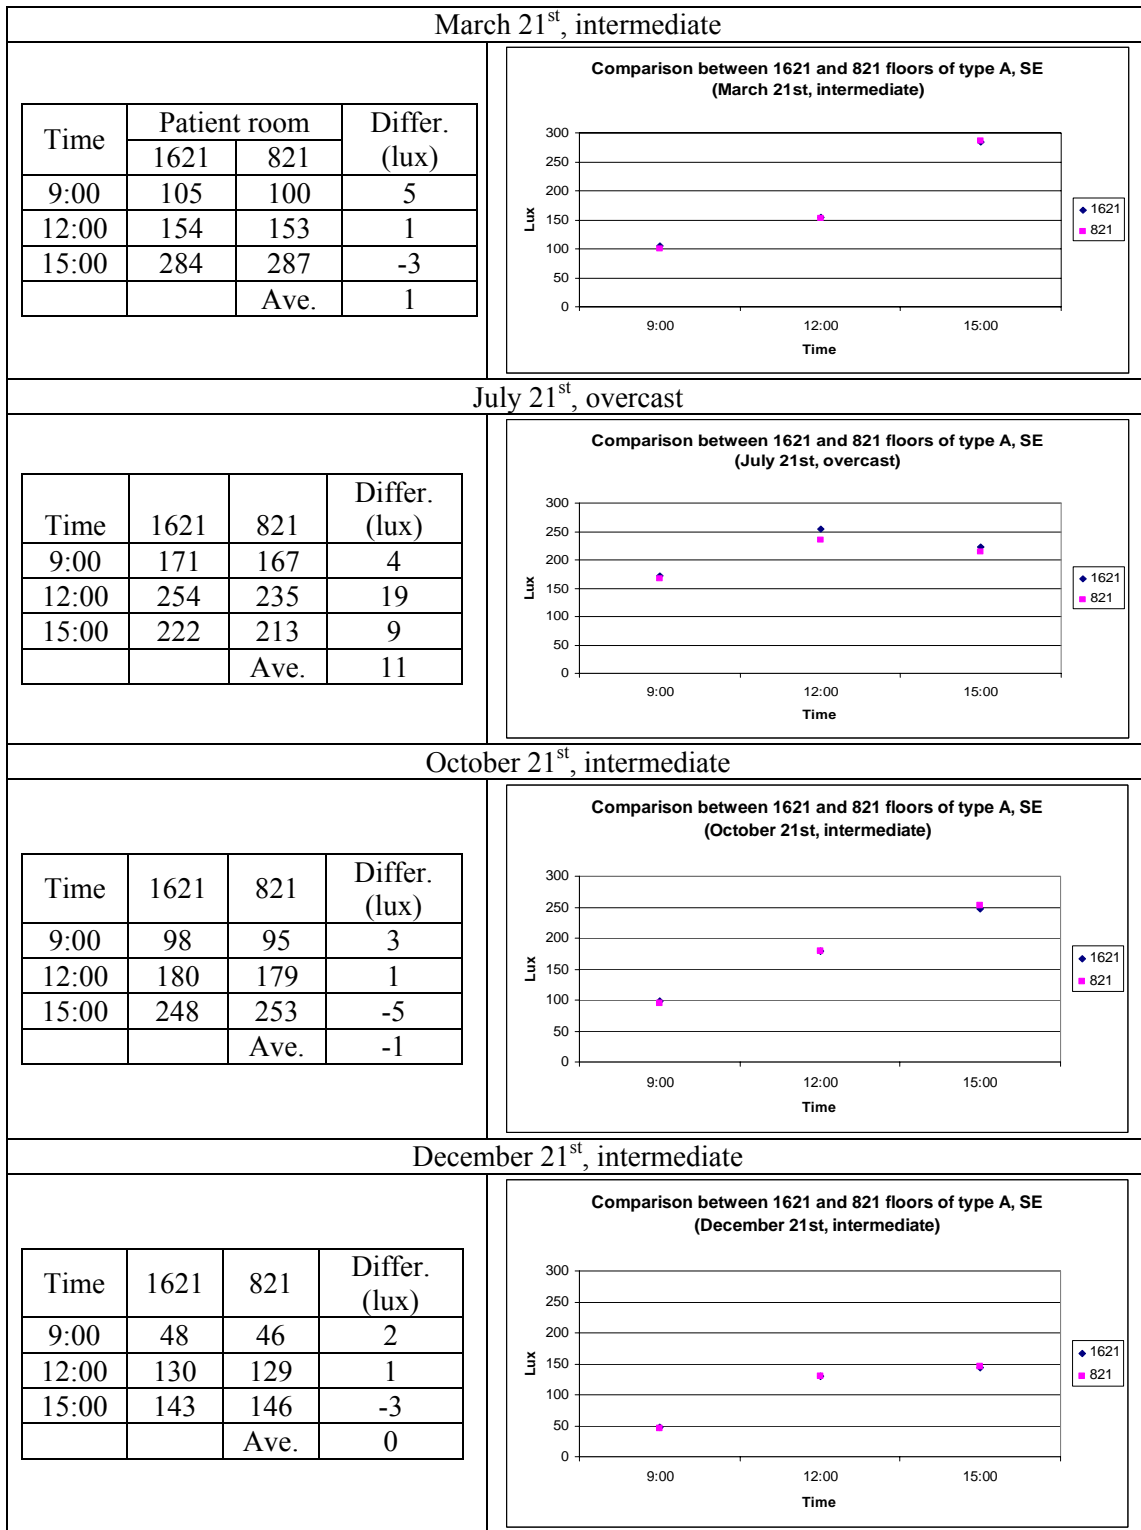 March 21st, intermediate
Time Patient room Differ. (lux)
1621 821
9:00 105 100 5
12:00 154 153 1
15:00 284 287 -3
Ave. 1
Comparison between 1621 and 821 floors of type A, SE
(March 21st, intermediate)
300
250
200
150
100
50
0
Lux
9:00 12:00 15:00
Time
1621
821
July 21st, overcast
Time 1621 821 Differ. (lux)
9:00 171 167 4
12:00 254 235 19
15:00 222 213 9
Ave. 11
Comparison between 1621 and 821 floors of type A, SE
(July 21st, overcast)
300
250
200
150
100
50
0
Lux
9:00 12:00 15:00
Time
1621
821
October 21st, intermediate
Time 1621 821 Differ. (lux)
9:00 98 95 3
12:00 180 179 1
15:00 248 253 -5
Ave. -1
Comparison between 1621 and 821 floors of type A, SE
(October 21st, intermediate)
300
250
200
150
100
50
0
Lux
9:00 12:00 15:00
Time
1621
821
December 21st, intermediate
Time 1621 821 Differ. (lux)
9:00 48 46 2
12:00 130 129 1
15:00 143 146 -3
Ave. 0
Comparison between 1621 and 821 floors of type A, SE
(December 21st, intermediate)
300
250
200
150
100
50
0
Lux
9:00 12:00 15:00
Time
1621
821